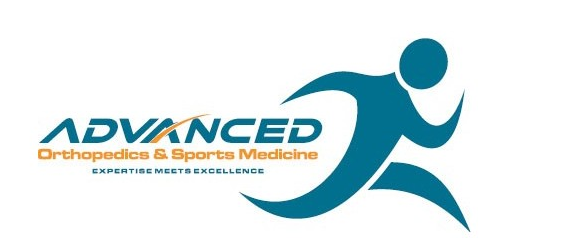 ADVANCED
Orthopedics & Sports Medicine
EXPERTISE MEETS EXCELLENCE